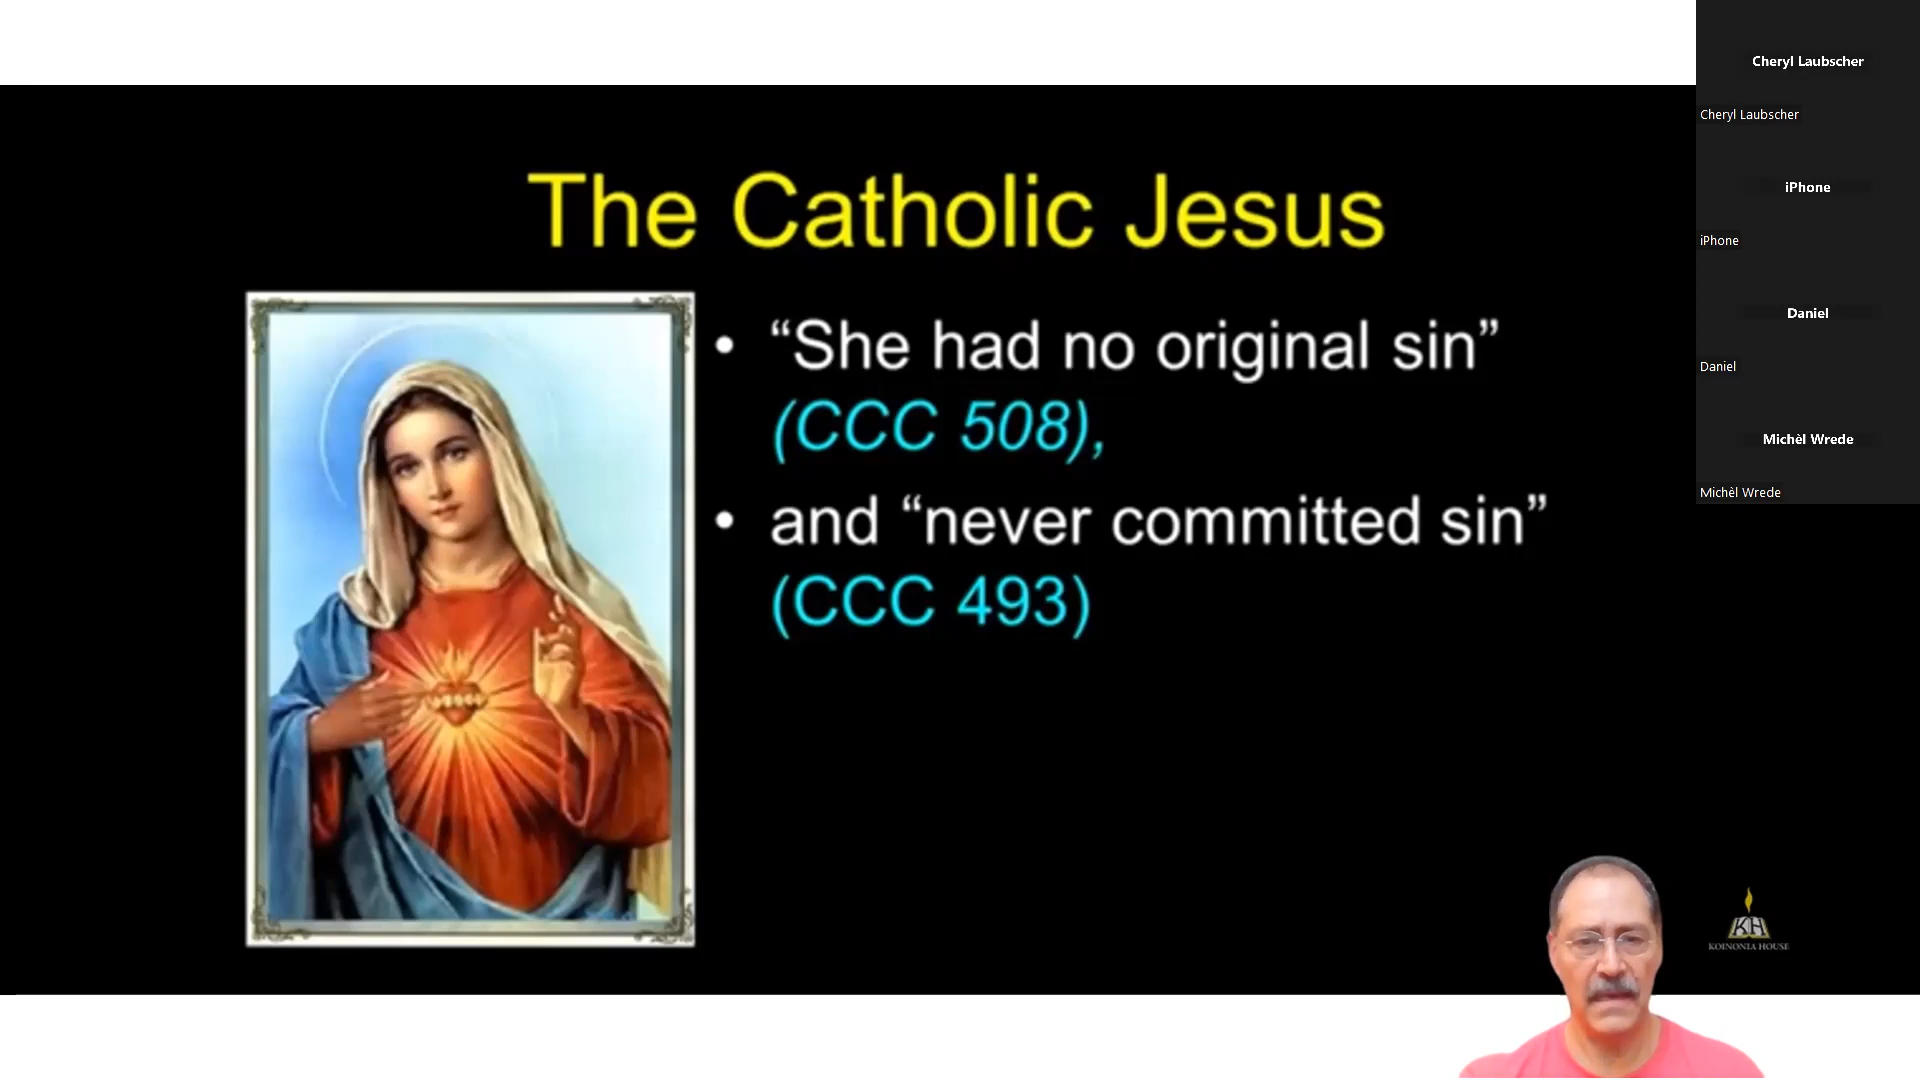 The Catholic Jesus
• “She had no original sin”
(CCC 508),
• and “never committed sin”
(CCC 493)
KH
KOINONIA HOUSE
Cheryl Laubscher
Cheryl Laubscher
iPhone
iPhone
Daniel
Daniel
Michèl Wrede
Michèl Wrede